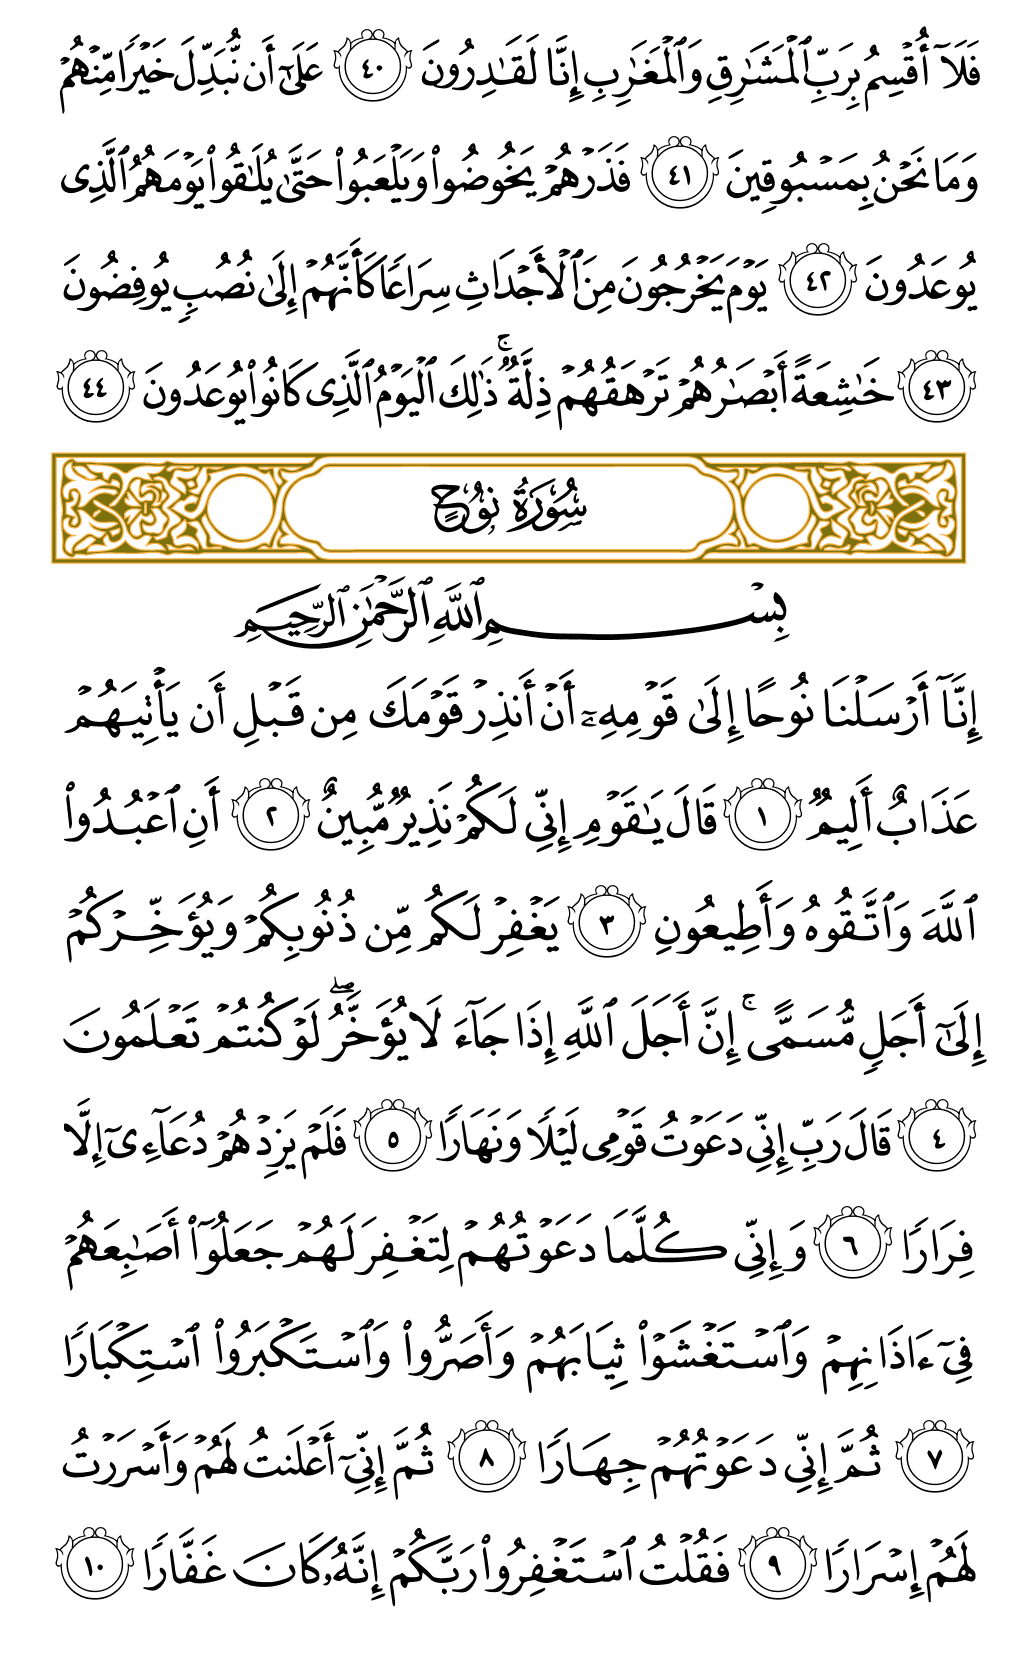 فَلَآ أُقۡسِمُ بِرَبِّ ٱلۡمَشَٰرِقِ وَٱلۡمَغَٰرِبِ إِنَّا لَقَٰدِرُونَ ٤٠ عَلَىٰٓ أَن نُّبَدِّلَ خَيۡرٗا مِّنۡهُمۡ
وَمَا نَحۡنُ بِمَسۡبُوقِينَ ٤١ فَذَرۡهُمۡ يَخُوضُواْ وَيَلۡعَبُواْ حَتَّىٰ يُلَٰقُواْ يَوۡمَهُمُ ٱلَّذِي
يُوعَدُونَ ٤٢ يَوۡمَ يَخۡرُجُونَ مِنَ ٱلۡأَجۡدَاثِ سِرَاعٗا كَأَنَّهُمۡ إِلَىٰ نُصُبٖ يُوفِضُونَ
٤٣ خَٰشِعَةً أَبۡصَٰرُهُمۡ تَرۡهَقُهُمۡ ذِلَّةٞۚ ذَٰلِكَ ٱلۡيَوۡمُ ٱلَّذِي كَانُواْ يُوعَدُونَ ٤٤
سُورَةُ نُوحٍ
بِسۡمِ ٱللَّهِ ٱلرَّحۡمَٰنِ ٱلرَّحِيمِ
إِنَّآ أَرۡسَلۡنَا نُوحًا إِلَىٰ قَوۡمِهِۦٓ أَنۡ أَنذِرۡ قَوۡمَكَ مِن قَبۡلِ أَن يَأۡتِيَهُمۡ
عَذَابٌ أَلِيمٞ ١ قَالَ يَٰقَوۡمِ إِنِّي لَكُمۡ نَذِيرٞ مُّبِينٌ ٢ أَنِ ٱعۡبُدُواْ
ٱللَّهَ وَٱتَّقُوهُ وَأَطِيعُونِ ٣ يَغۡفِرۡ لَكُم مِّن ذُنُوبِكُمۡ وَيُؤَخِّرۡكُمۡ
إِلَىٰٓ أَجَلٖ مُّسَمًّىۚ إِنَّ أَجَلَ ٱللَّهِ إِذَا جَآءَ لَا يُؤَخَّرُۖ لَوۡ كُنتُمۡ تَعۡلَمُونَ
٤ قَالَ رَبِّ إِنِّي دَعَوۡتُ قَوۡمِي لَيۡلٗا وَنَهَارٗا ٥ فَلَمۡ يَزِدۡهُمۡ دُعَآءِيٓ إِلَّا
فِرَارٗا ٦ وَإِنِّي كُلَّمَا دَعَوۡتُهُمۡ لِتَغۡفِرَ لَهُمۡ جَعَلُوٓاْ أَصَٰبِعَهُمۡ
فِيٓ ءَاذَانِهِمۡ وَٱسۡتَغۡشَوۡاْ ثِيَابَهُمۡ وَأَصَرُّواْ وَٱسۡتَكۡبَرُواْ ٱسۡتِكۡبَارٗا
٧ ثُمَّ إِنِّي دَعَوۡتُهُمۡ جِهَارٗا ٨ ثُمَّ إِنِّيٓ أَعۡلَنتُ لَهُمۡ وَأَسۡرَرۡتُ
لَهُمۡ إِسۡرَارٗا ٩ فَقُلۡتُ ٱسۡتَغۡفِرُواْ رَبَّكُمۡ إِنَّهُۥ كَانَ غَفَّارٗا ١٠